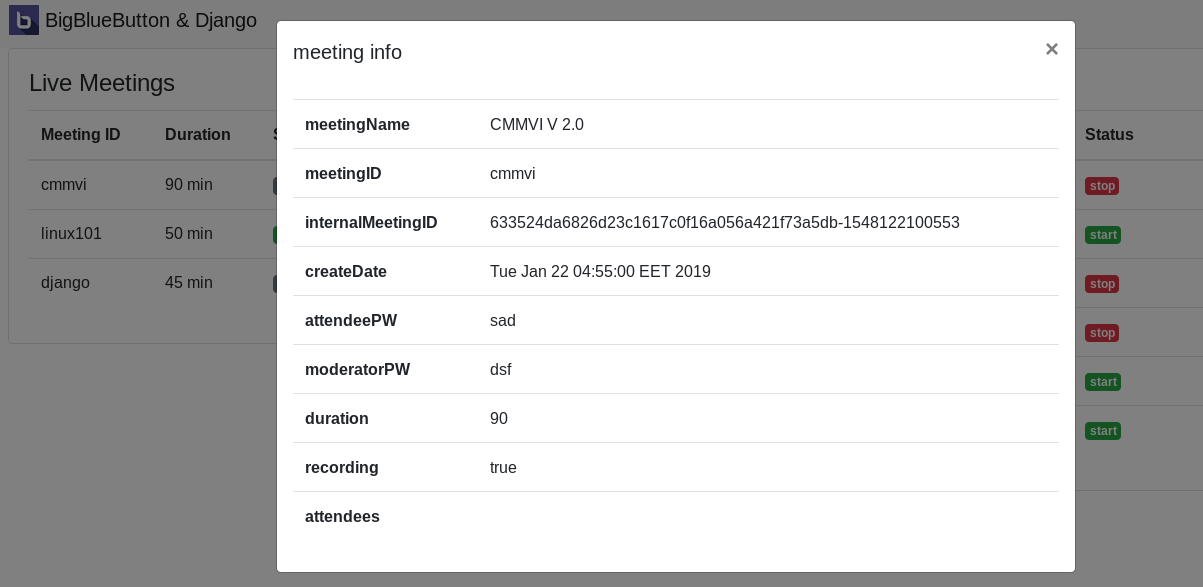 BigBlueButton & Django
meeting info ×
Live Meetings
meetingName CMMVI V 2.0
Meeting ID Duration S Status
meetingID cmmvi
cmmvi 90 min stop
internalMeetingID 633524da6826d23c1617c0f16a056a421f73a5db-1548122100553
linux101 50 min start
createDate Tue Jan 22 04:55:00 EET 2019
django 45 min stop
attendeePW sad
stop
moderatorPW dsf
start
duration 90
start
recording true
attendees